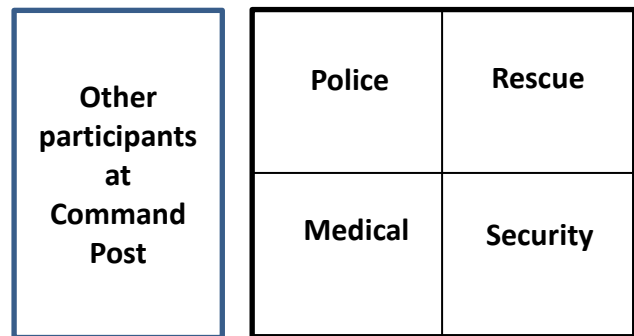 Other
participants
at
Command
Post
Police
Rescue
Medical
Security